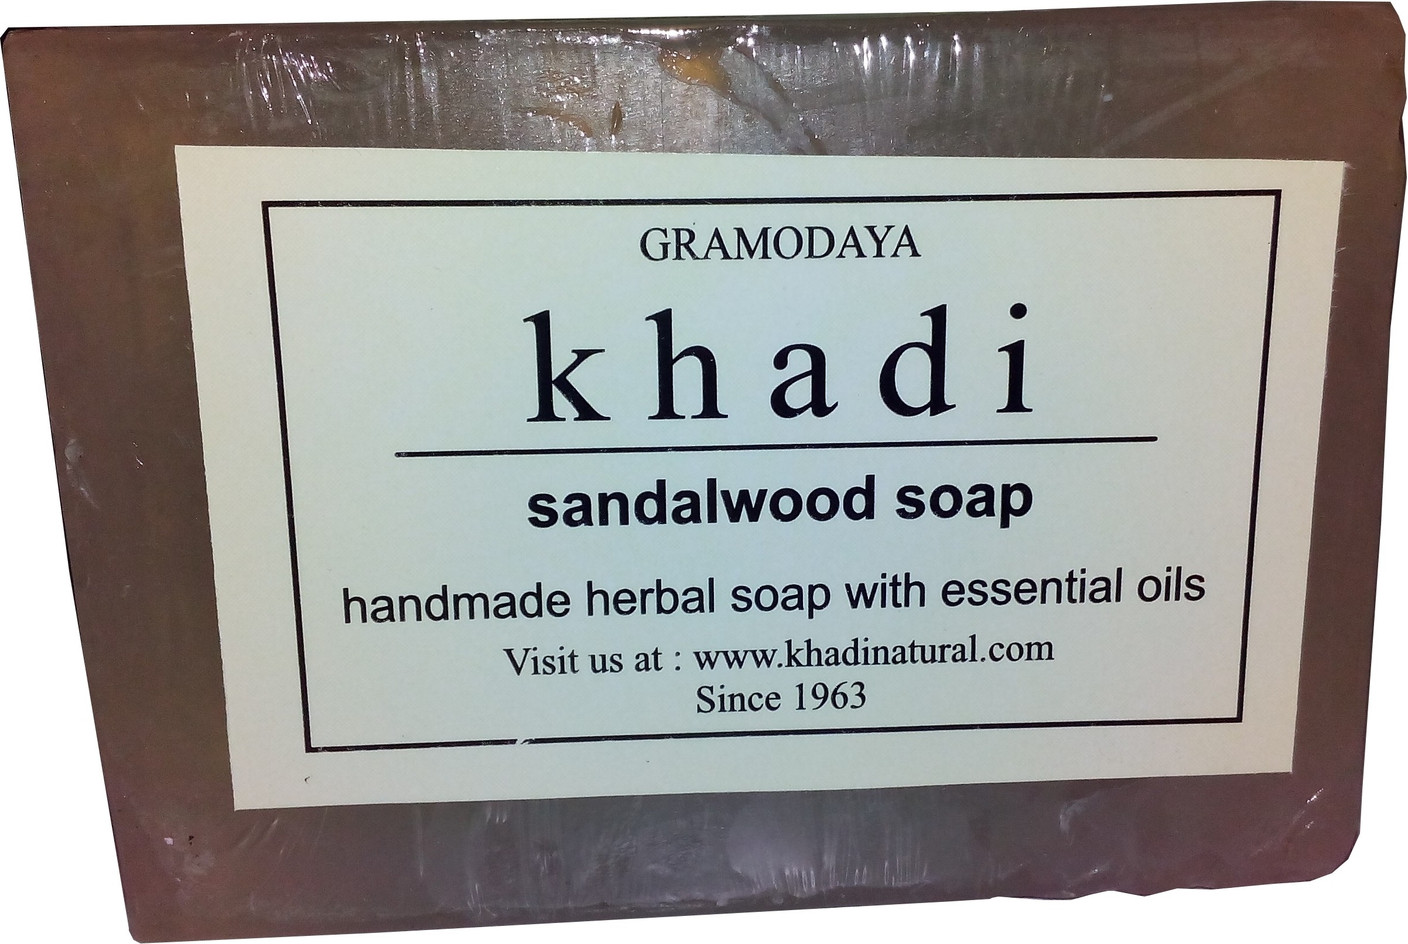 GRAMODAYA
khadi
sandalwood soap
handmade herbal soap with essential oils
Visit us at : www.khadinatural.com
Since 1963